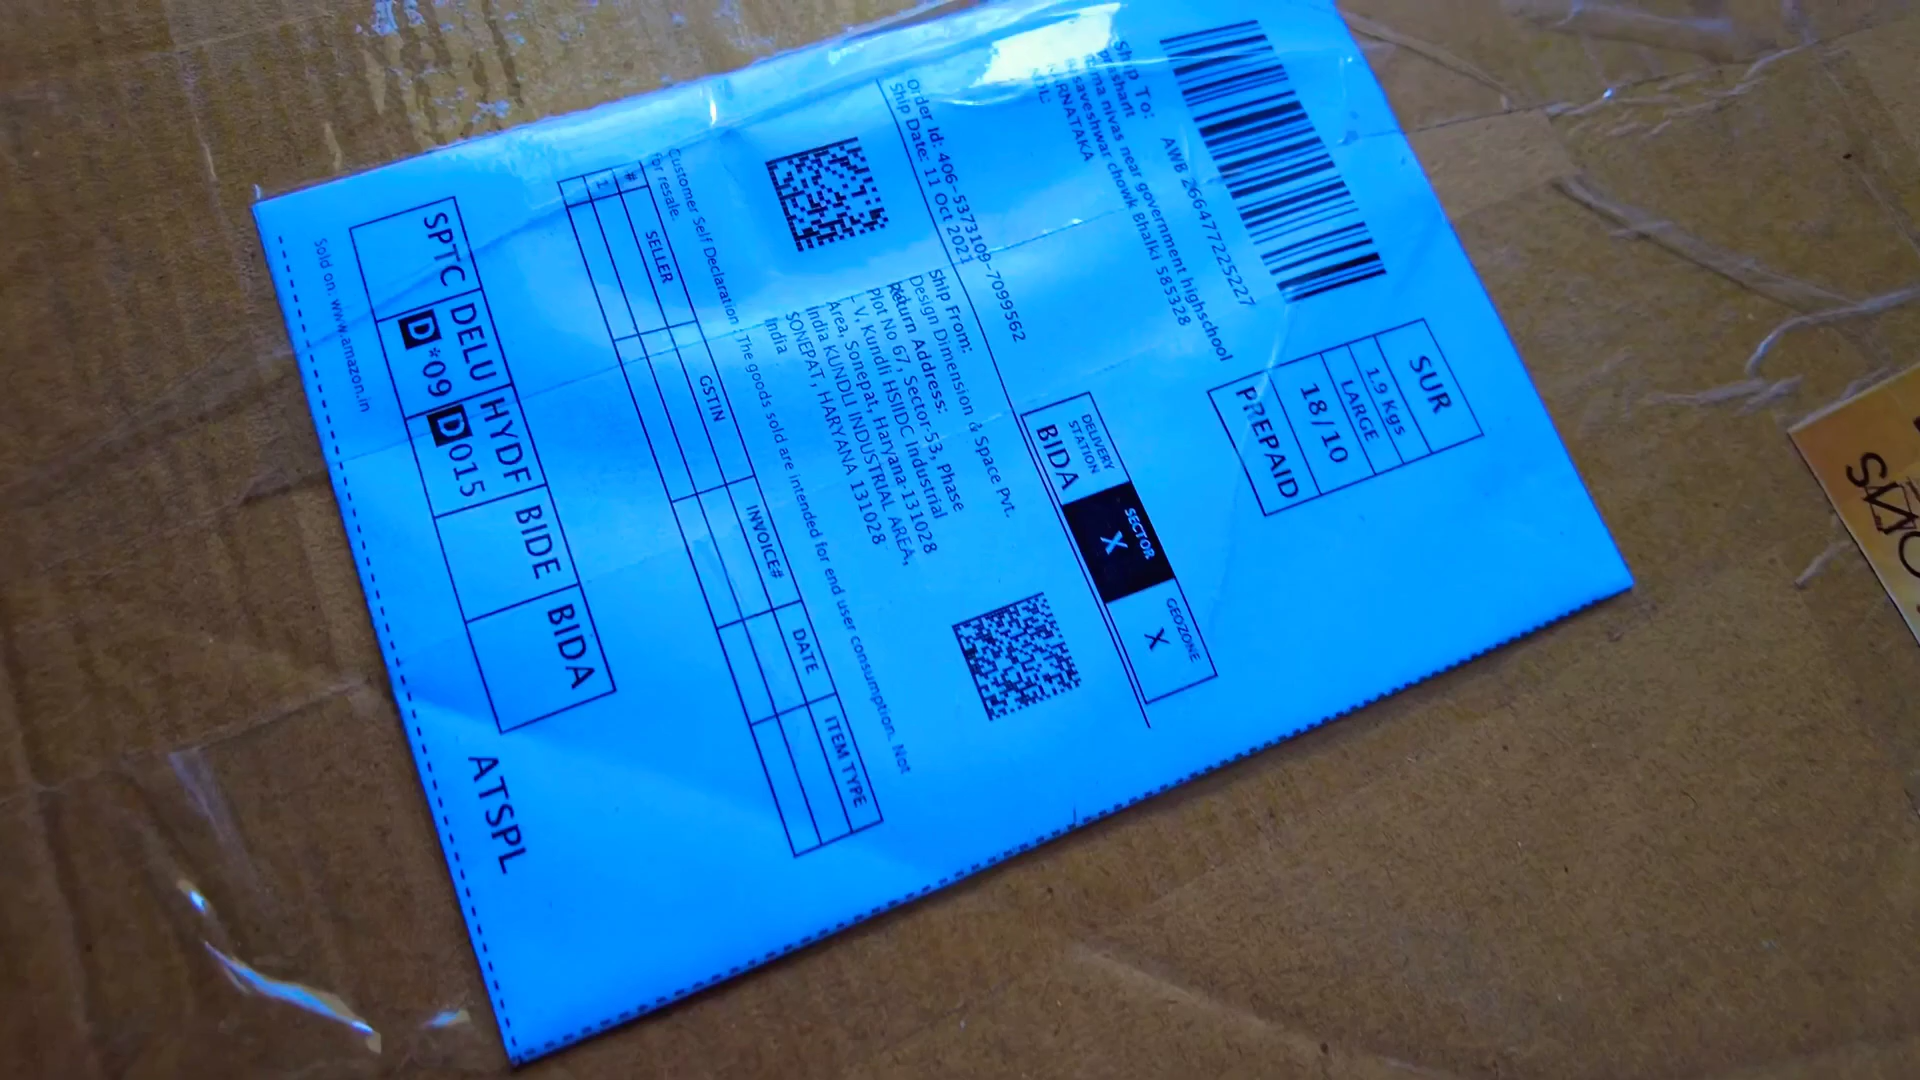 SUR
1.9 Kgs
LARGE
18/10
PREPAID
AWB 266477225227
Ship To:
Prashant
nivas near government highschool
Basaveshwar chowk Bhalki 585328
KARNATAKA
DELIVERY STATION
BIDA
SECTOR
X
GEOZONE
X
Order Id: 406-5373109-7099562
Ship Date: 11 Oct 2021
Ship From:
Design Dimension & Space Pvt.
Return Address:
Plot No 67, Sector-53, Phase
V, Kundli HSIIDC Industrial
Area, Sonepat, Haryana-131028
India KUNDLI INDUSTRIAL AREA,
SONEPAT, HARYANA 131028
India
Customer Self Declaration: The goods sold are intended for end user consumption. Not
for resale.
# SELLER GSTIN INVOICE# DATE ITEM TYPE
1
SPTC DELU HYDF BIDE BIDA
D *09 D 015
ATSPL
Sold on: www.amazon.in